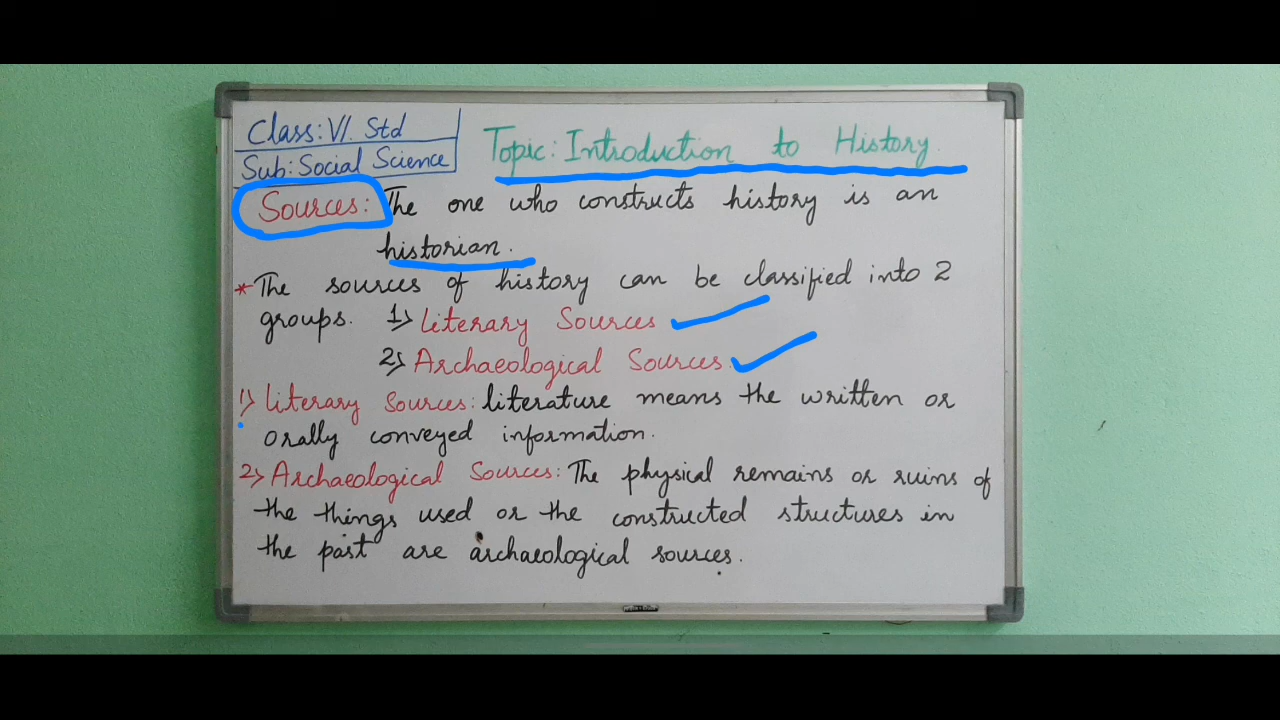 Class: VI Std
Sub: Social Science
Topic: Introduction to History.
Sources: The one who constructs history is an
historian.
* The sources of history can be classified into 2
groups. 1> Literary Sources
2> Archaeological Sources.
1> Literary Sources: literature means the written or
orally conveyed information.
2> Archaeological Sources: The physical remains or ruins of
the things used or the constructed structures in
the past are archaeological sources.